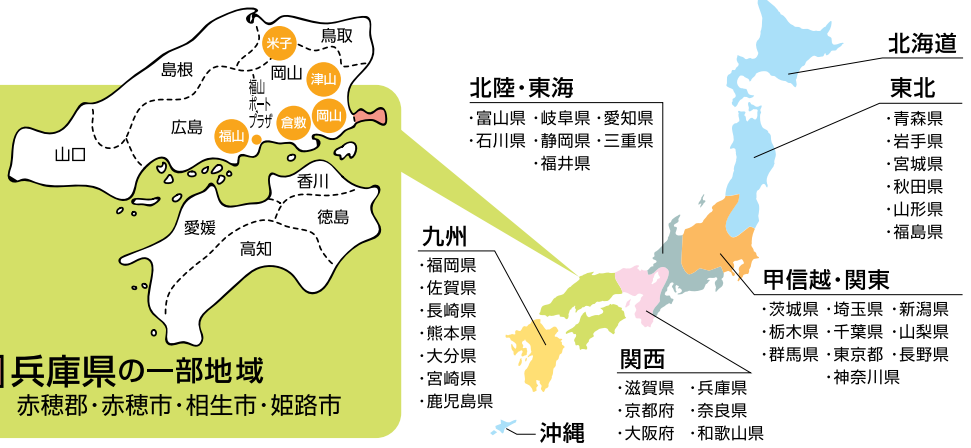 米子
鳥取
島根
岡山
津山
福山
ポート
プラザ
広島
福山
倉敷
岡山
山口
香川
愛媛
徳島
高知
兵庫県の一部地域
赤穂郡・赤穂市・相生市・姫路市
北海道
東北
・青森県
・岩手県
・宮城県
・秋田県
・山形県
・福島県
北陸・東海
・富山県 ・岐阜県 ・愛知県
・石川県 ・静岡県 ・三重県
・福井県
九州
・福岡県
・佐賀県
・長崎県
・熊本県
・大分県
・宮崎県
・鹿児島県
甲信越・関東
・茨城県 ・埼玉県 ・新潟県
・栃木県 ・千葉県 ・山梨県
・群馬県 ・東京都 ・長野県
・神奈川県
関西
・滋賀県 ・兵庫県
・京都府 ・奈良県
・大阪府 ・和歌山県
沖縄